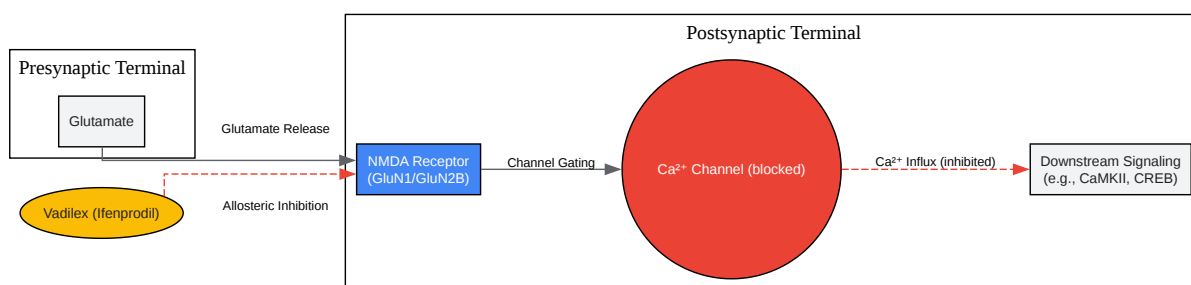 Postsynaptic Terminal
Presynaptic Terminal
Glutamate
Glutamate Release
NMDA Receptor
(GluN1/GluN2B)
Channel Gating
Ca²⁺ Channel (blocked)
Ca²⁺ Influx (inhibited)
Downstream Signaling
(e.g., CaMKII, CREB)
Vadilex (Ifenprodil)
Allosteric Inhibition